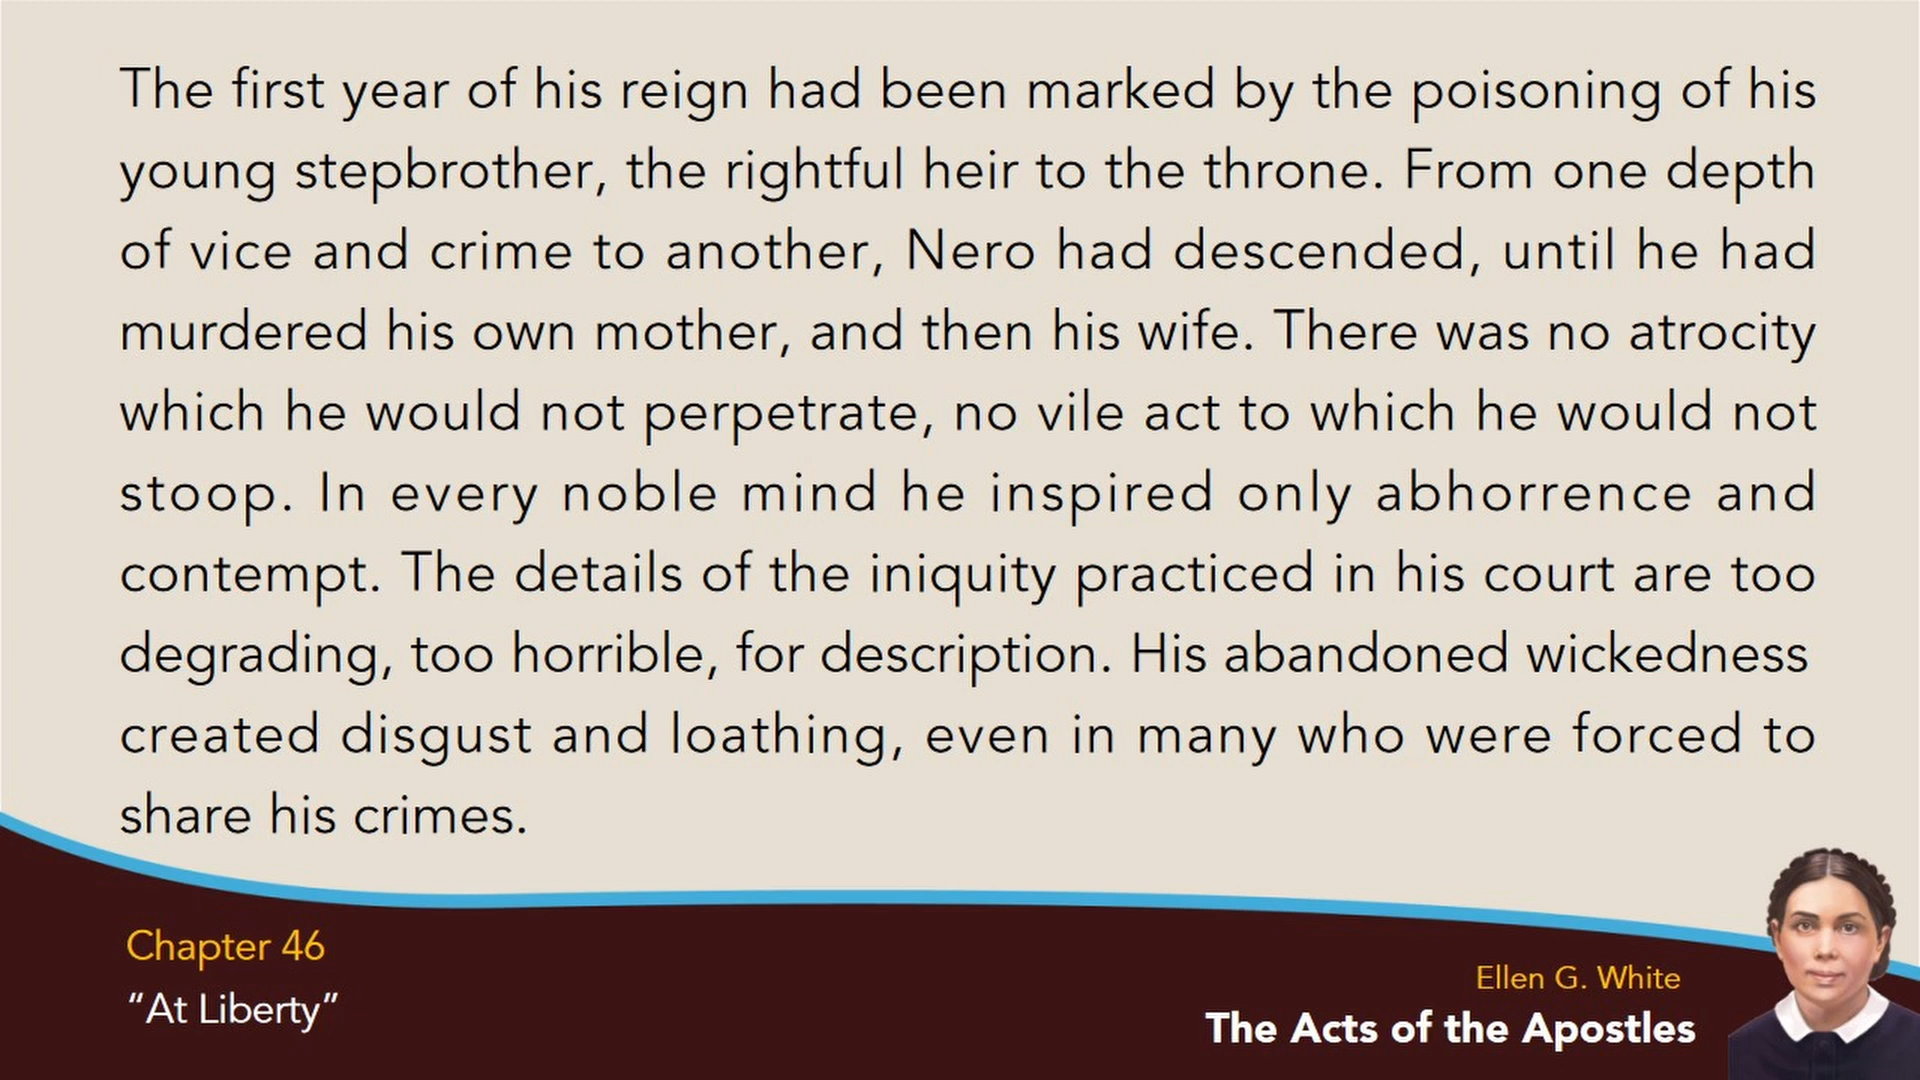 The first year of his reign had been marked by the poisoning of his
young stepbrother, the rightful heir to the throne. From one depth
of vice and crime to another, Nero had descended, until he had
murdered his own mother, and then his wife. There was no atrocity
which he would not perpetrate, no vile act to which he would not
stoop. In every noble mind he inspired only abhorrence and
contempt. The details of the iniquity practiced in his court are too
degrading, too horrible, for description. His abandoned wickedness
created disgust and loathing, even in many who were forced to
share his crimes.
Chapter 46
“At Liberty”
Ellen G. White
The Acts of the Apostles